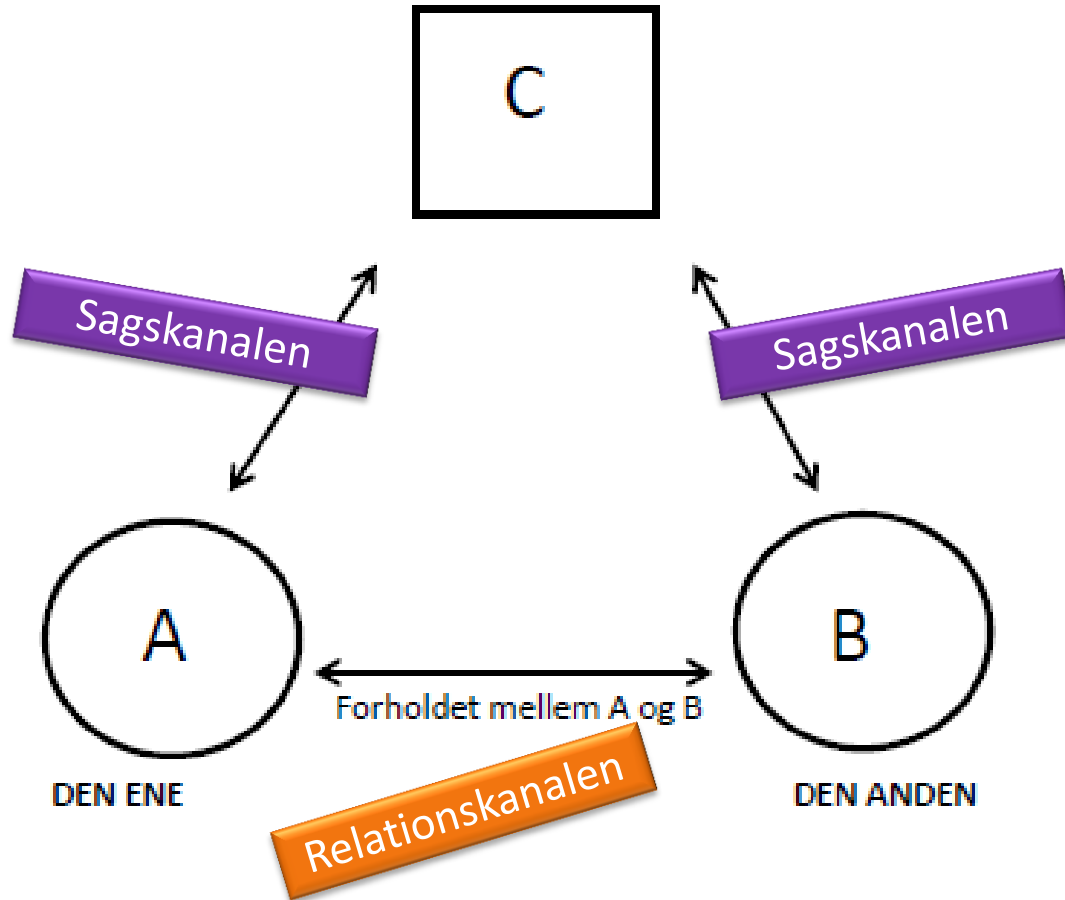 C
Sagskanalen
Sagskanalen
A
B
Forholdet mellem A og B
DEN ENE
DEN ANDEN
Relationskanalen